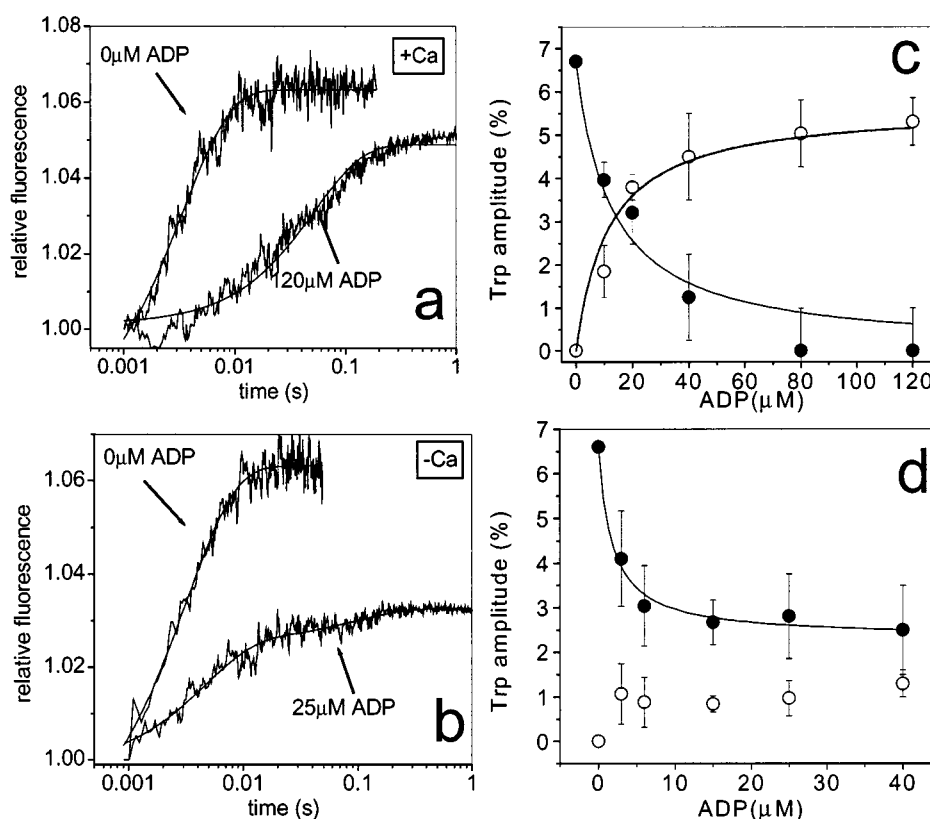 1.08
1.06
1.04
1.02
1.00
relative fluorescence
0µM ADP
+Ca
20µM ADP
a
0.001
0.01
0.1
1
time (s)
7
6
5
4
3
2
1
0
Trp amplitude (%)
c
0
20
40
60
80
100
120
ADP(µM)
1.06
1.04
1.02
1.00
relative fluorescence
0µM ADP
-Ca
25µM ADP
b
0.001
0.01
0.1
1
time (s)
7
6
5
4
3
2
1
0
Trp amplitude (%)
d
0
10
20
30
40
ADP(µM)